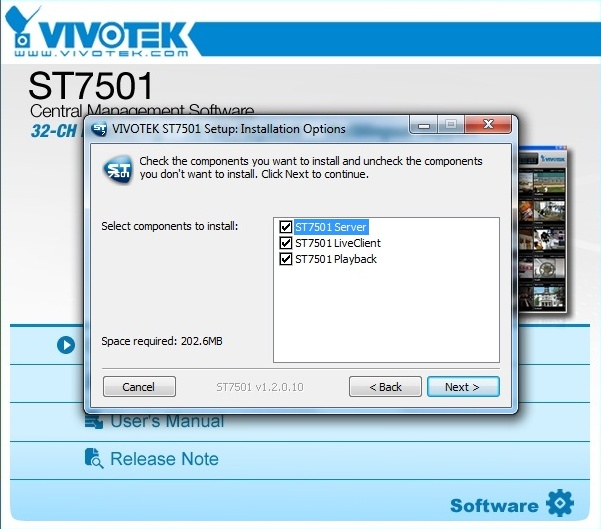 VIVOTEK
www.vivotek.com
ST7501
Central Management Software
32-CH
VIVOTEK ST7501 Setup: Installation Options
Check the components you want to install and uncheck the components
you don't want to install. Click Next to continue.
Select components to install:
ST7501 Server
ST7501 LiveClient
ST7501 Playback
Space required: 202.6MB
Cancel
ST7501 v1.2.0.10
< Back
Next >
User's Manual
Release Note
Software